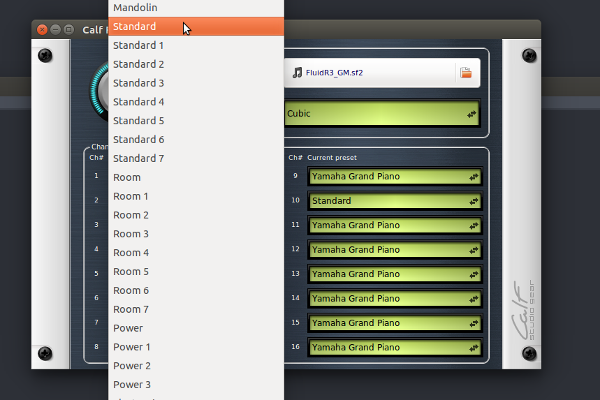 Mandolin
Standard
Standard 1
Standard 2
Standard 3
Standard 4
Standard 5
Standard 6
Standard 7
Room
Room 1
Room 2
Room 3
Room 4
Room 5
Room 6
Room 7
Power
Power 1
Power 2
Power 3
Calf
FluidR3_GM.sf2
Cubic
Chan
Ch#
1
2
3
4
5
6
7
8
Ch# Current preset
9 Yamaha Grand Piano
10 Standard
11 Yamaha Grand Piano
12 Yamaha Grand Piano
13 Yamaha Grand Piano
14 Yamaha Grand Piano
15 Yamaha Grand Piano
16 Yamaha Grand Piano
Calf
STUDIO GEAR